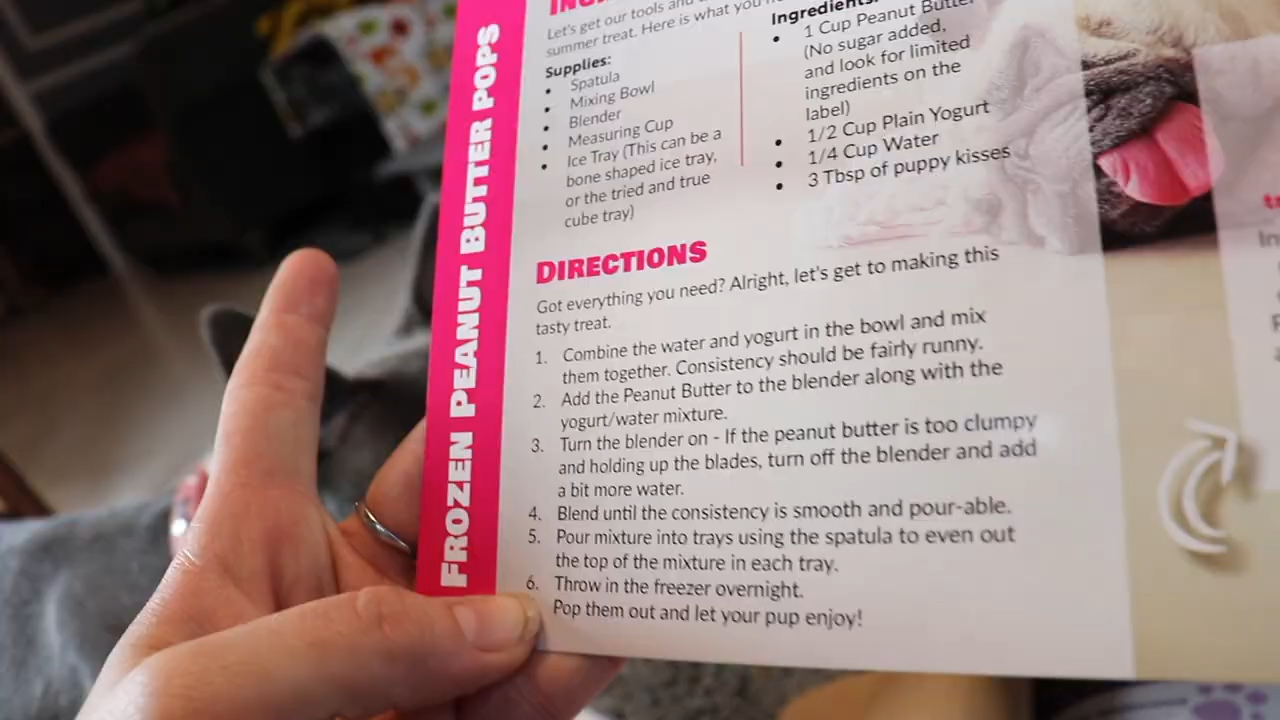 FROZEN PEANUT BUTTER POPS
Let's get our tools and
summer treat. Here is what you
Supplies:
• Spatula
• Mixing Bowl
• Blender
• Measuring Cup
• Ice Tray (This can be a
bone shaped ice tray,
or the tried and true
cube tray)
Ingredients:
• 1 Cup Peanut Butter
(No sugar added,
and look for limited
ingredients on the
label)
• 1/2 Cup Plain Yogurt
• 1/4 Cup Water
• 3 Tbsp of puppy kisses
DIRECTIONS
Got everything you need? Alright, let's get to making this
tasty treat.
1. Combine the water and yogurt in the bowl and mix
them together. Consistency should be fairly runny.
2. Add the Peanut Butter to the blender along with the
yogurt/water mixture.
3. Turn the blender on - If the peanut butter is too clumpy
and holding up the blades, turn off the blender and add
a bit more water.
4. Blend until the consistency is smooth and pour-able.
5. Pour mixture into trays using the spatula to even out
the top of the mixture in each tray.
6. Throw in the freezer overnight.
Pop them out and let your pup enjoy!